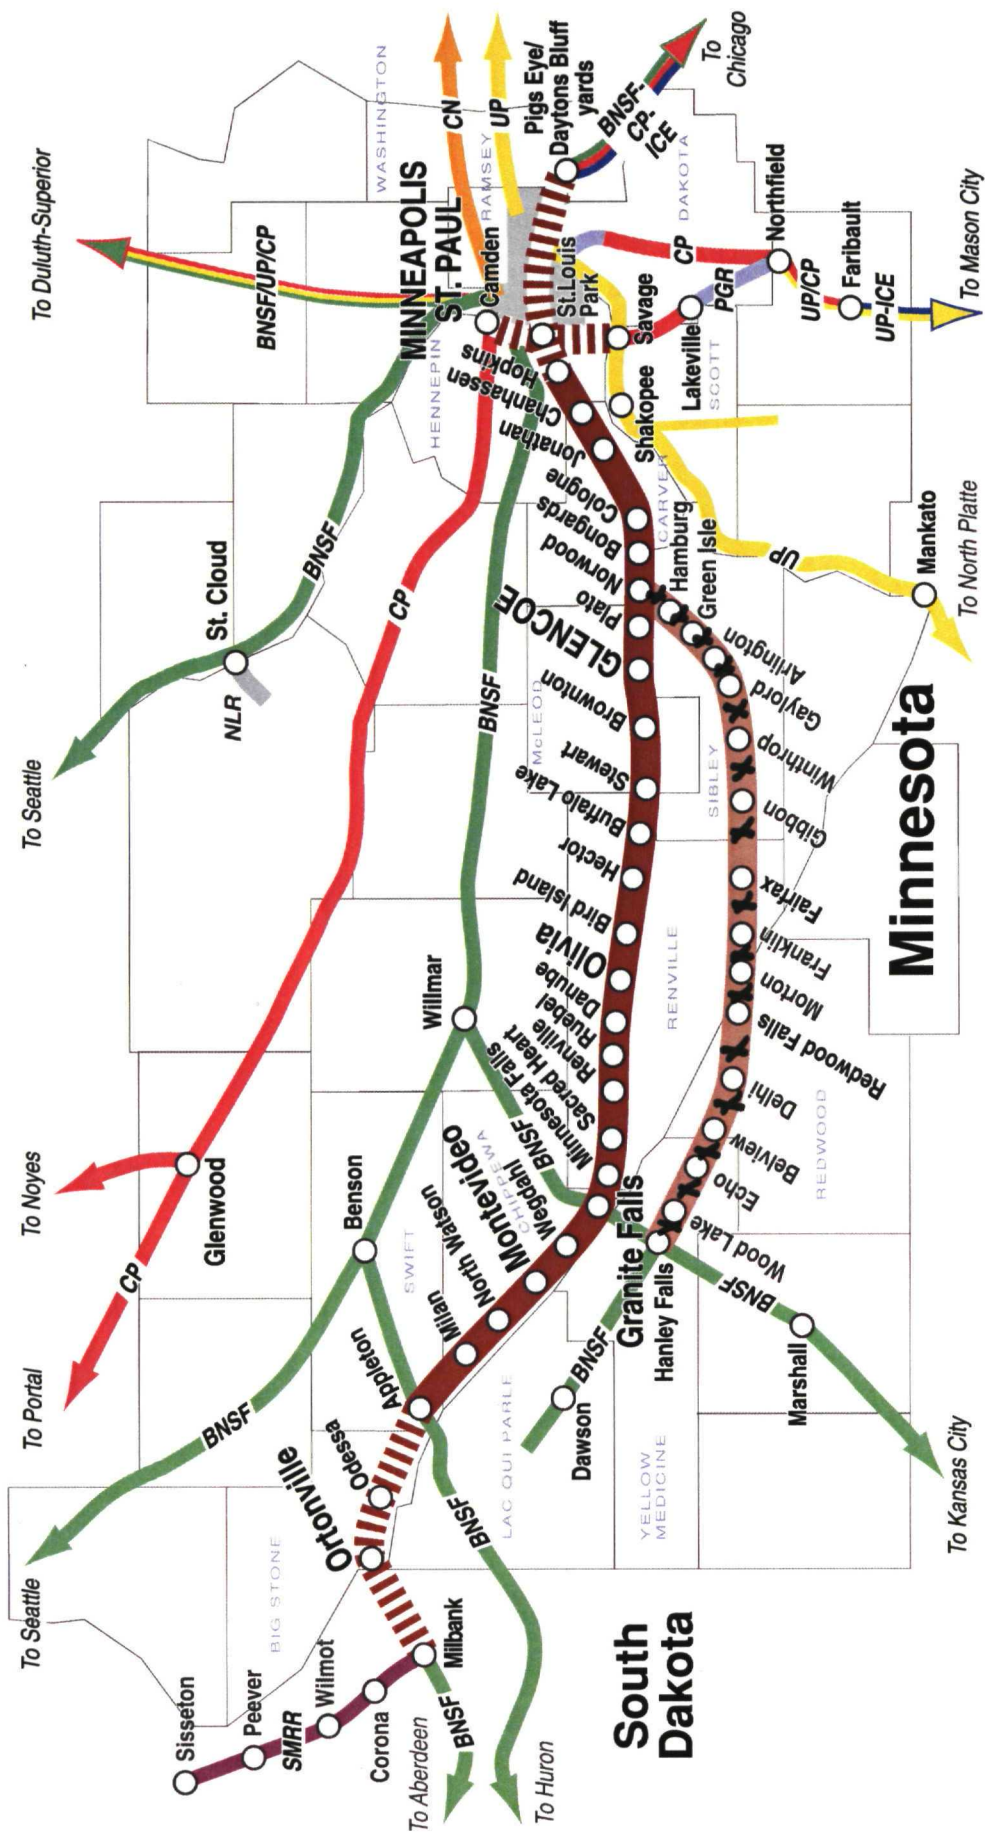 To Seattle
To Portal
To Noyes
To Seattle
To Duluth-Superior
CP
BNSF
BNSF
CP
BNSF
BNSF/UP/CP
CN
UP
WASHINGTON
RAMSEY
Glenwood
St. Cloud
NLR
Benson
Willmar
MINNEAPOLIS
ST. PAUL
Camden
Pigs Eye/
Daytons Bluff
yards
BNSF-
CP-
ICE
To
Chicago
Sisseton
Peever
Wilmot
SMRR
Corona
Milbank
BIG STONE
Ortonville
Odessa
Appleton
Milan
North Watson
Montevideo
Wegdahl
SWIFT
CHIPPEWA
BNSF
Granite Falls
Minnesota Falls
Sacred Heart
Renville
Ruebel
Danube
Olivia
Bird Island
Hector
Buffalo Lake
Stewart
Brownton
GLENCOE
Plato
Norwood
Bongards
Cologne
Jonathan
Chanhassen
Hopkins
St.Louis
Park
HENNEPIN
McLEOD
CARVER
SIBLEY
RENVILLE
REDWOOD
SCOTT
DAKOTA
LAC QUI PARLE
YELLOW
MEDICINE
BNSF
BNSF
To Aberdeen
BNSF
To Huron
Dawson
BNSF
Hanley Falls
Wood Lake
Echo
Belview
Delhi
Redwood Falls
Morton
Franklin
Fairfax
Gibbon
Winthrop
Gaylord
Arlington
Green Isle
Hamburg
Shakopee
Savage
Lakeville
PGR
CP
Northfield
UP/CP
Faribault
UP-ICE
To Mason City
UP
Mankato
To North Platte
BNSF
Marshall
To Kansas City
South
Dakota
Minnesota